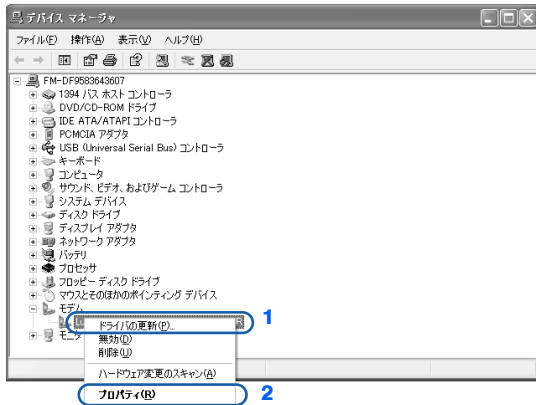 デバイス マネージャ
ファイル(F) 操作(A) 表示(V) ヘルプ(H)
FM-DF9583643607
1394 バス ホスト コントローラ
DVD/CD-ROM ドライブ
IDE ATA/ATAPI コントローラ
PCMCIA アダプタ
USB (Universal Serial Bus) コントローラ
キーボード
コンピュータ
サウンド、ビデオ、およびゲーム コントローラ
システム デバイス
ディスク ドライブ
ディスプレイ アダプタ
ネットワーク アダプタ
バッテリ
プロセッサ
フロッピー ディスク ドライブ
マウスとそのほかのポインティング デバイス
モデム
1
ドライバの更新(P)...
無効(D)
モニタ
削除(U)
ハードウェア変更のスキャン(A)
プロパティ(R)
2